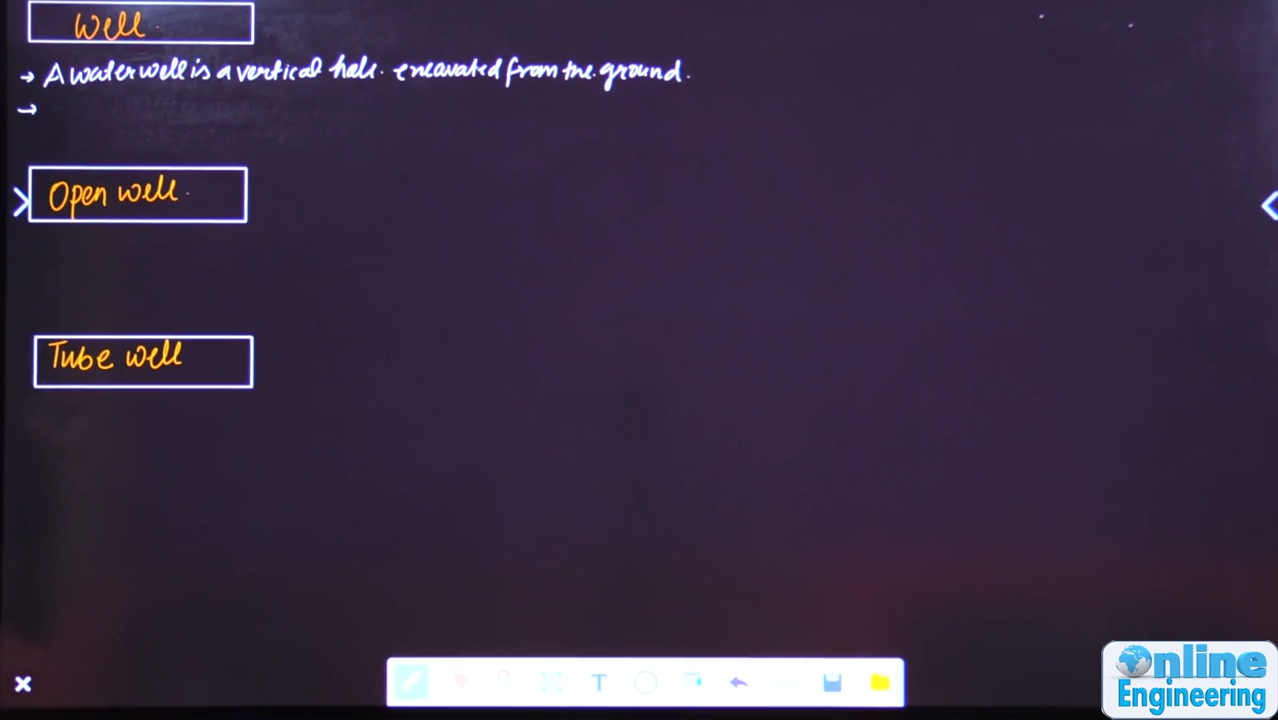 Well.
→ A water well is a vertical hole. excavated from the ground.
→
Open well.
Tube well
T
Online
Engineering